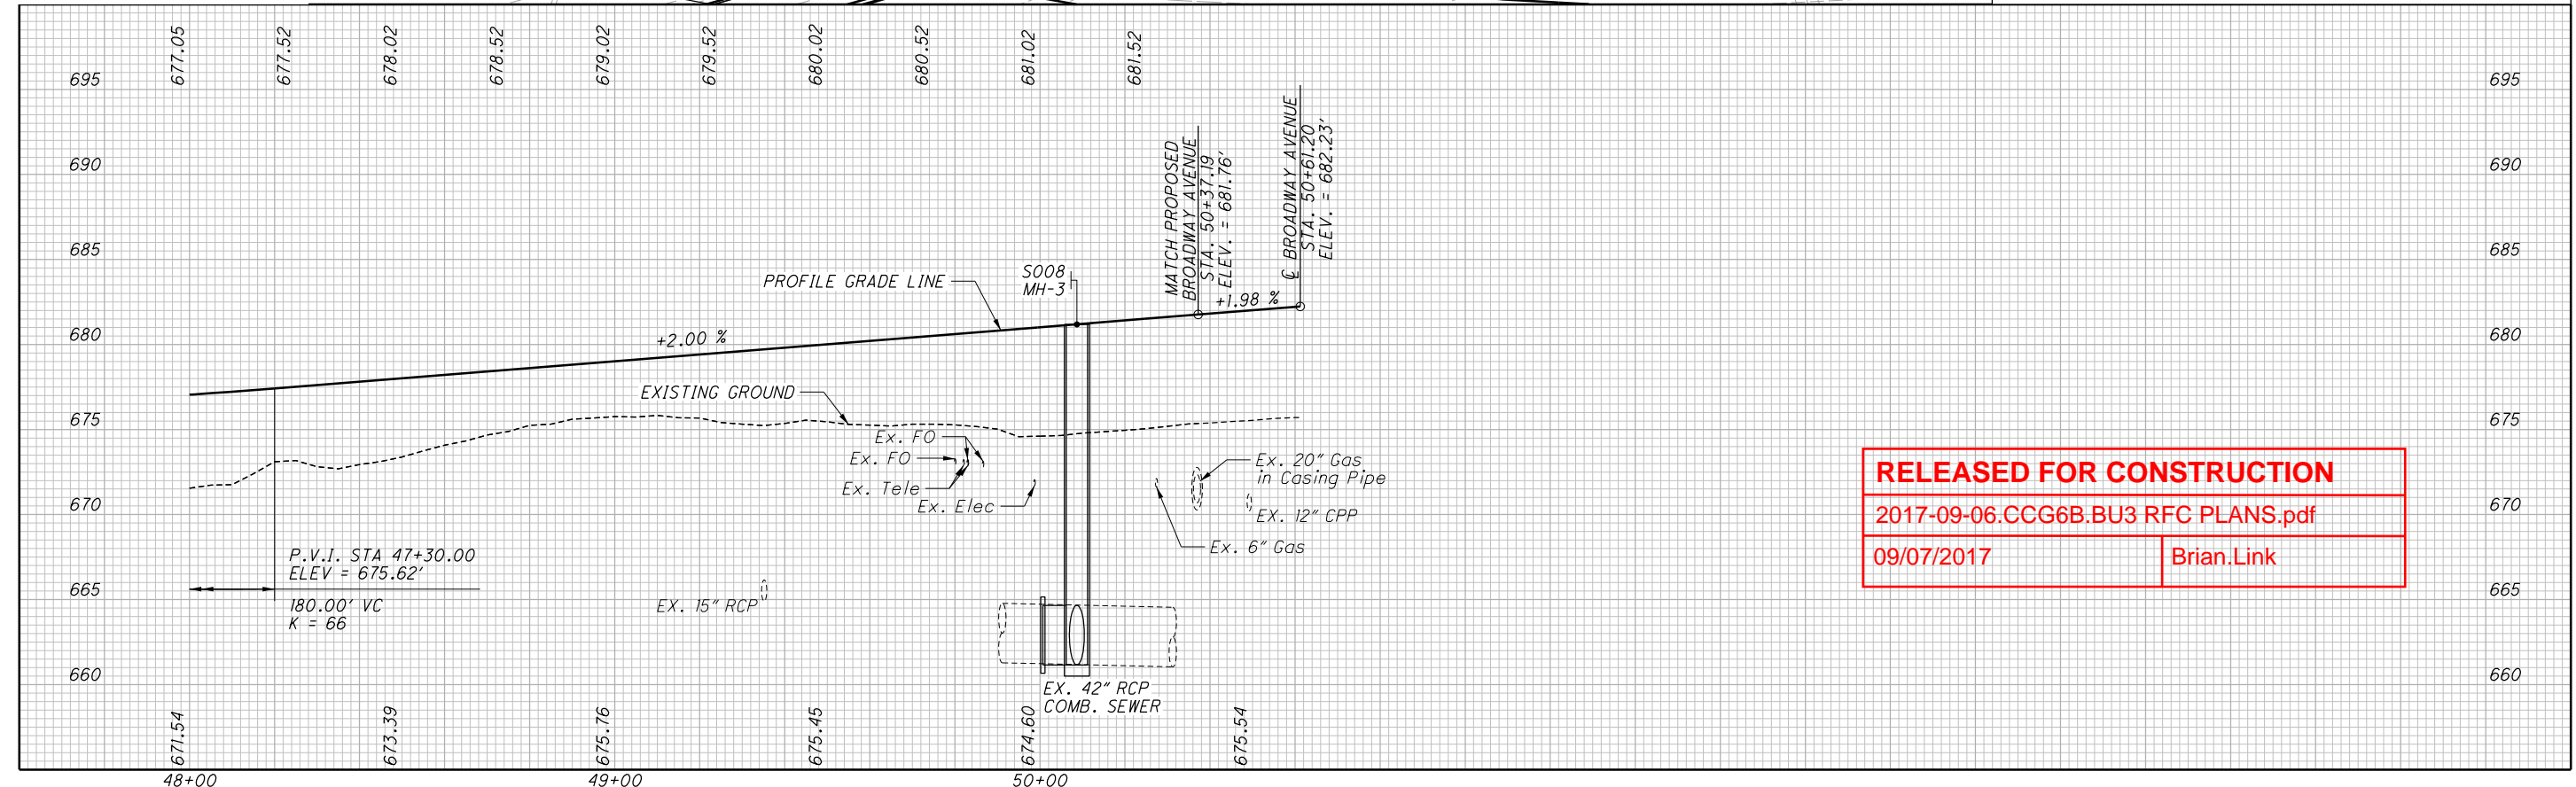 677.05
677.52
678.02
678.52
679.02
679.52
680.02
680.52
681.02
681.52
695
695
690
690
685
685
680
680
675
675
670
670
665
665
660
660
MATCH PROPOSED
BROADWAY AVENUE
STA. 50+37.19
ELEV. = 681.76'
℄ BROADWAY AVENUE
STA. 50+61.20
ELEV. = 682.23'
PROFILE GRADE LINE
S008
MH-3
+1.98 %
+2.00 %
EXISTING GROUND
Ex. FO
Ex. FO
Ex. Tele
Ex. Elec
Ex. 20" Gas
in Casing Pipe
EX. 12" CPP
Ex. 6" Gas
P.V.I. STA 47+30.00
ELEV = 675.62'
180.00' VC
K = 66
EX. 15" RCP
EX. 42" RCP
COMB. SEWER
RELEASED FOR CONSTRUCTION
2017-09-06.CCG6B.BU3 RFC PLANS.pdf
09/07/2017
Brian.Link
671.54
673.39
675.76
675.45
674.60
675.54
48+00
49+00
50+00